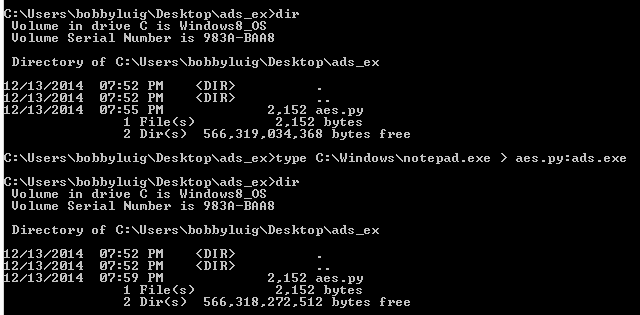 C:\Users\bobbyluig\Desktop\ads_ex>dir
Volume in drive C is Windows8_OS
Volume Serial Number is 983A-BAA8
Directory of C:\Users\bobbyluig\Desktop\ads_ex
12/13/2014  07:52 PM    <DIR>          .
12/13/2014  07:52 PM    <DIR>          ..
12/13/2014  07:55 PM             2,152 aes.py
1 File(s)          2,152 bytes
2 Dir(s)  566,319,034,368 bytes free
C:\Users\bobbyluig\Desktop\ads_ex>type C:\Windows\notepad.exe > aes.py:ads.exe
C:\Users\bobbyluig\Desktop\ads_ex>dir
Volume in drive C is Windows8_OS
Volume Serial Number is 983A-BAA8
Directory of C:\Users\bobbyluig\Desktop\ads_ex
12/13/2014  07:52 PM    <DIR>          .
12/13/2014  07:52 PM    <DIR>          ..
12/13/2014  07:59 PM             2,152 aes.py
1 File(s)          2,152 bytes
2 Dir(s)  566,318,272,512 bytes free